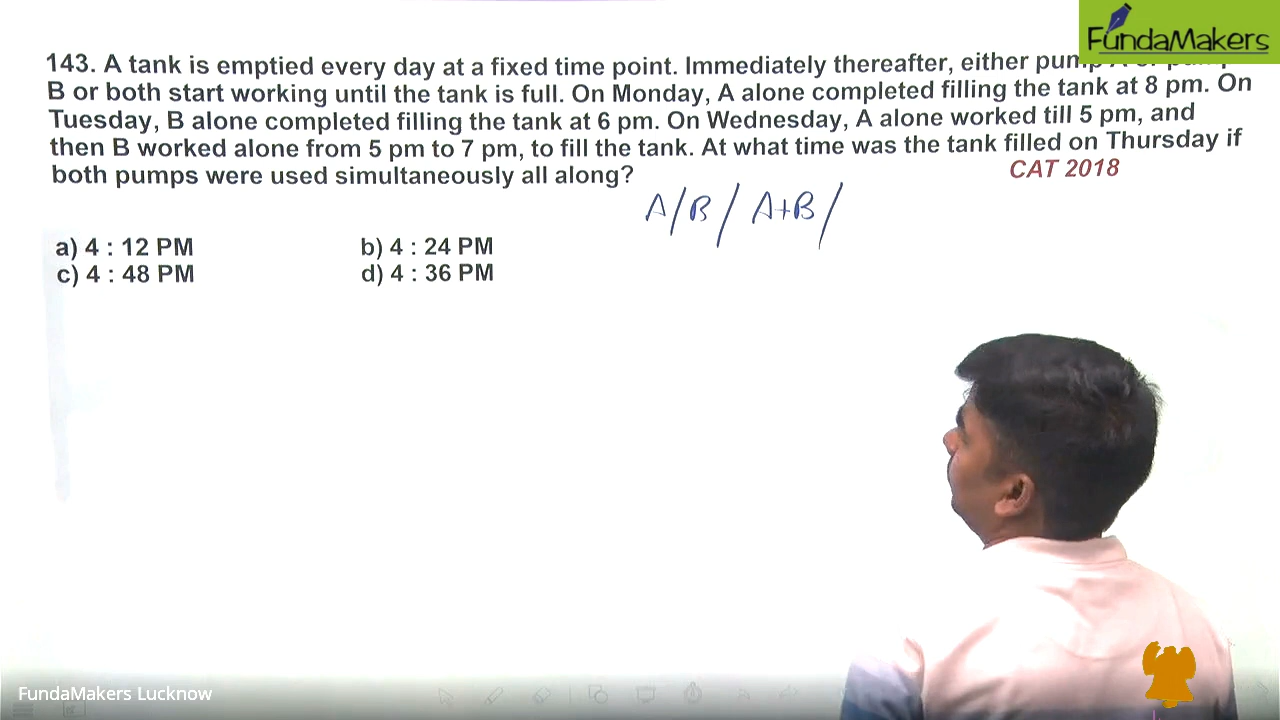 FundaMakers
143. A tank is emptied every day at a fixed time point. Immediately thereafter, either pump
B or both start working until the tank is full. On Monday, A alone completed filling the tank at 8 pm. On
Tuesday, B alone completed filling the tank at 6 pm. On Wednesday, A alone worked till 5 pm, and
then B worked alone from 5 pm to 7 pm, to fill the tank. At what time was the tank filled on Thursday if
both pumps were used simultaneously all along?
CAT 2018
A/B/ A+B/
a) 4 : 12 PM b) 4 : 24 PM
c) 4 : 48 PM d) 4 : 36 PM
FundaMakers Lucknow